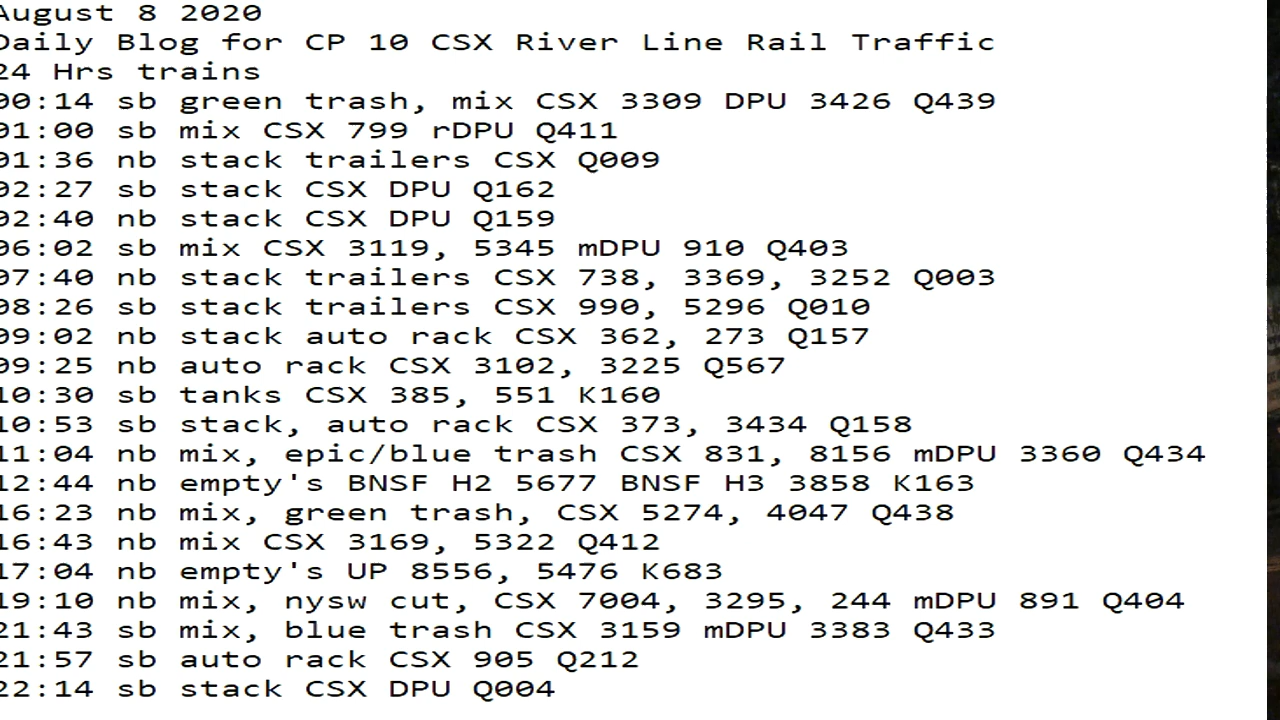 August 8 2020
Daily Blog for CP 10 CSX River Line Rail Traffic
24 Hrs trains
00:14 sb green trash, mix CSX 3309 DPU 3426 Q439
01:00 sb mix CSX 799 rDPU Q411
01:36 nb stack trailers CSX Q009
02:27 sb stack CSX DPU Q162
02:40 nb stack CSX DPU Q159
06:02 sb mix CSX 3119, 5345 mDPU 910 Q403
07:40 nb stack trailers CSX 738, 3369, 3252 Q003
08:26 sb stack trailers CSX 990, 5296 Q010
09:02 nb stack auto rack CSX 362, 273 Q157
09:25 nb auto rack CSX 3102, 3225 Q567
10:30 sb tanks CSX 385, 551 K160
10:53 sb stack, auto rack CSX 373, 3434 Q158
11:04 nb mix, epic/blue trash CSX 831, 8156 mDPU 3360 Q434
12:44 nb empty's BNSF H2 5677 BNSF H3 3858 K163
16:23 nb mix, green trash, CSX 5274, 4047 Q438
16:43 nb mix CSX 3169, 5322 Q412
17:04 nb empty's UP 8556, 5476 K683
19:10 nb mix, nysw cut, CSX 7004, 3295, 244 mDPU 891 Q404
21:43 sb mix, blue trash CSX 3159 mDPU 3383 Q433
21:57 sb auto rack CSX 905 Q212
22:14 sb stack CSX DPU Q004